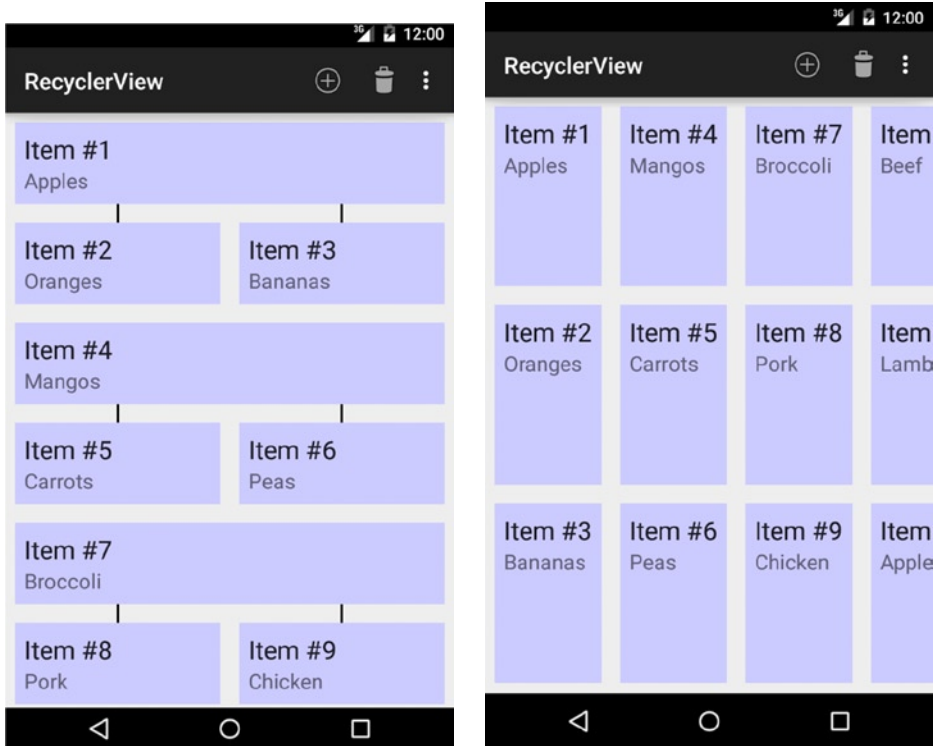 3G 12:00
RecyclerView
Item #1
Apples
Item #2
Oranges
Item #3
Bananas
Item #4
Mangos
Item #5
Carrots
Item #6
Peas
Item #7
Broccoli
Item #8
Pork
Item #9
Chicken
3G 12:00
RecyclerView
Item #1
Apples
Item #4
Mangos
Item #7
Broccoli
Item
Beef
Item #2
Oranges
Item #5
Carrots
Item #8
Pork
Item
Lamb
Item #3
Bananas
Item #6
Peas
Item #9
Chicken
Item
Apple